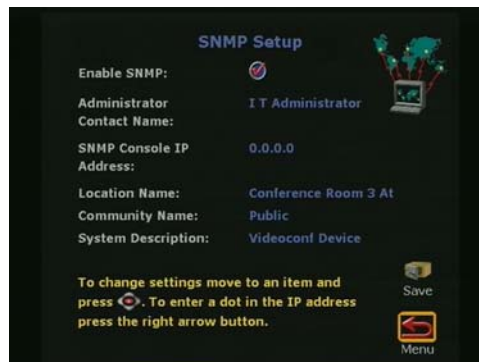 SNMP Setup
Enable SNMP:
Administrator I T Administrator
Contact Name:
SNMP Console IP 0.0.0.0
Address:
Location Name: Conference Room 3 At
Community Name: Public
System Description: Videoconf Device
To change settings move to an item and
press . To enter a dot in the IP address
press the right arrow button.
Save
Menu